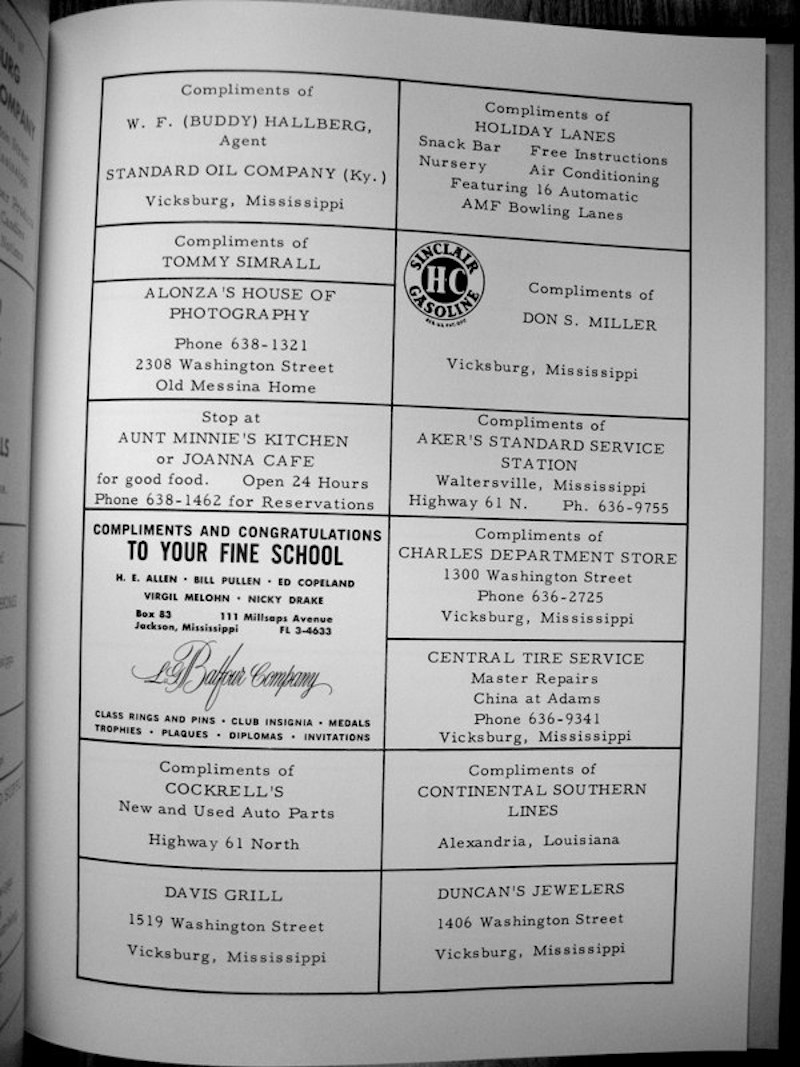 Compliments of
W. F. (BUDDY) HALLBERG,
Agent
STANDARD OIL COMPANY (Ky.)
Vicksburg, Mississippi
Compliments of
TOMMY SIMRALL
ALONZA'S HOUSE OF
PHOTOGRAPHY
Phone 638-1321
2308 Washington Street
Old Messina Home
Stop at
AUNT MINNIE'S KITCHEN
or JOANNA CAFE
for good food. Open 24 Hours
Phone 638-1462 for Reservations
COMPLIMENTS AND CONGRATULATIONS
TO YOUR FINE SCHOOL
H. E. ALLEN • BILL PULLEN • ED COPELAND
VIRGIL MELOHN • NICKY DRAKE
Box 83 111 Millsaps Avenue
Jackson, Mississippi FL 3-4633
L.G. Balfour Company
CLASS RINGS AND PINS • CLUB INSIGNIA • MEDALS
TROPHIES • PLAQUES • DIPLOMAS • INVITATIONS
Compliments of
COCKRELL'S
New and Used Auto Parts
Highway 61 North
DAVIS GRILL
1519 Washington Street
Vicksburg, Mississippi
Compliments of
HOLIDAY LANES
Snack Bar Free Instructions
Nursery Air Conditioning
Featuring 16 Automatic
AMF Bowling Lanes
SINCLAIR
HC
GASOLINE
REG. U.S. PAT. OFF.
Compliments of
DON S. MILLER
Vicksburg, Mississippi
Compliments of
AKER'S STANDARD SERVICE
STATION
Waltersville, Mississippi
Highway 61 N. Ph. 636-9755
Compliments of
CHARLES DEPARTMENT STORE
1300 Washington Street
Phone 636-2725
Vicksburg, Mississippi
CENTRAL TIRE SERVICE
Master Repairs
China at Adams
Phone 636-9341
Vicksburg, Mississippi
Compliments of
CONTINENTAL SOUTHERN
LINES
Alexandria, Louisiana
DUNCAN'S JEWELERS
1406 Washington Street
Vicksburg, Mississippi